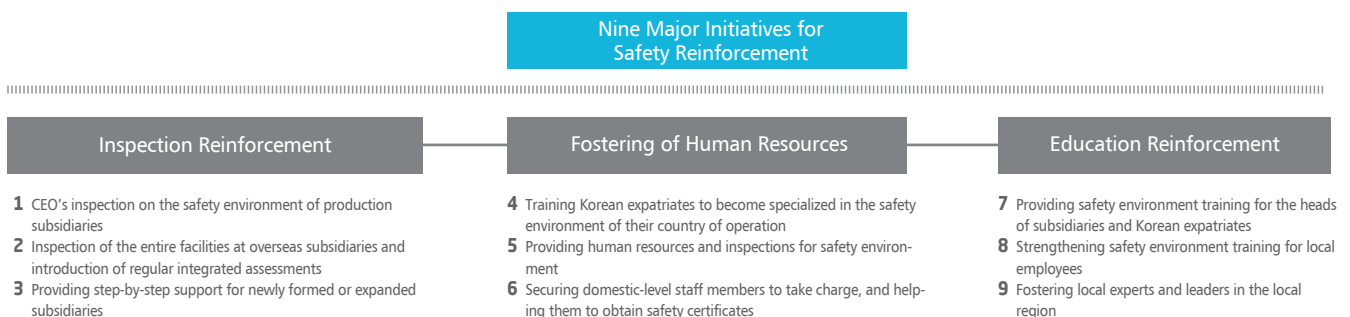 Nine Major Initiatives for
Safety Reinforcement
Inspection Reinforcement
1 CEO’s inspection on the safety environment of production
subsidiaries
2 Inspection of the entire facilities at overseas subsidiaries and
introduction of regular integrated assessments
3 Providing step-by-step support for newly formed or expanded
subsidiaries
Fostering of Human Resources
4 Training Korean expatriates to become specialized in the safety
environment of their country of operation
5 Providing human resources and inspections for safety environ-
ment
6 Securing domestic-level staff members to take charge, and help-
ing them to obtain safety certificates
Education Reinforcement
7 Providing safety environment training for the heads
of subsidiaries and Korean expatriates
8 Strengthening safety environment training for local
employees
9 Fostering local experts and leaders in the local
region